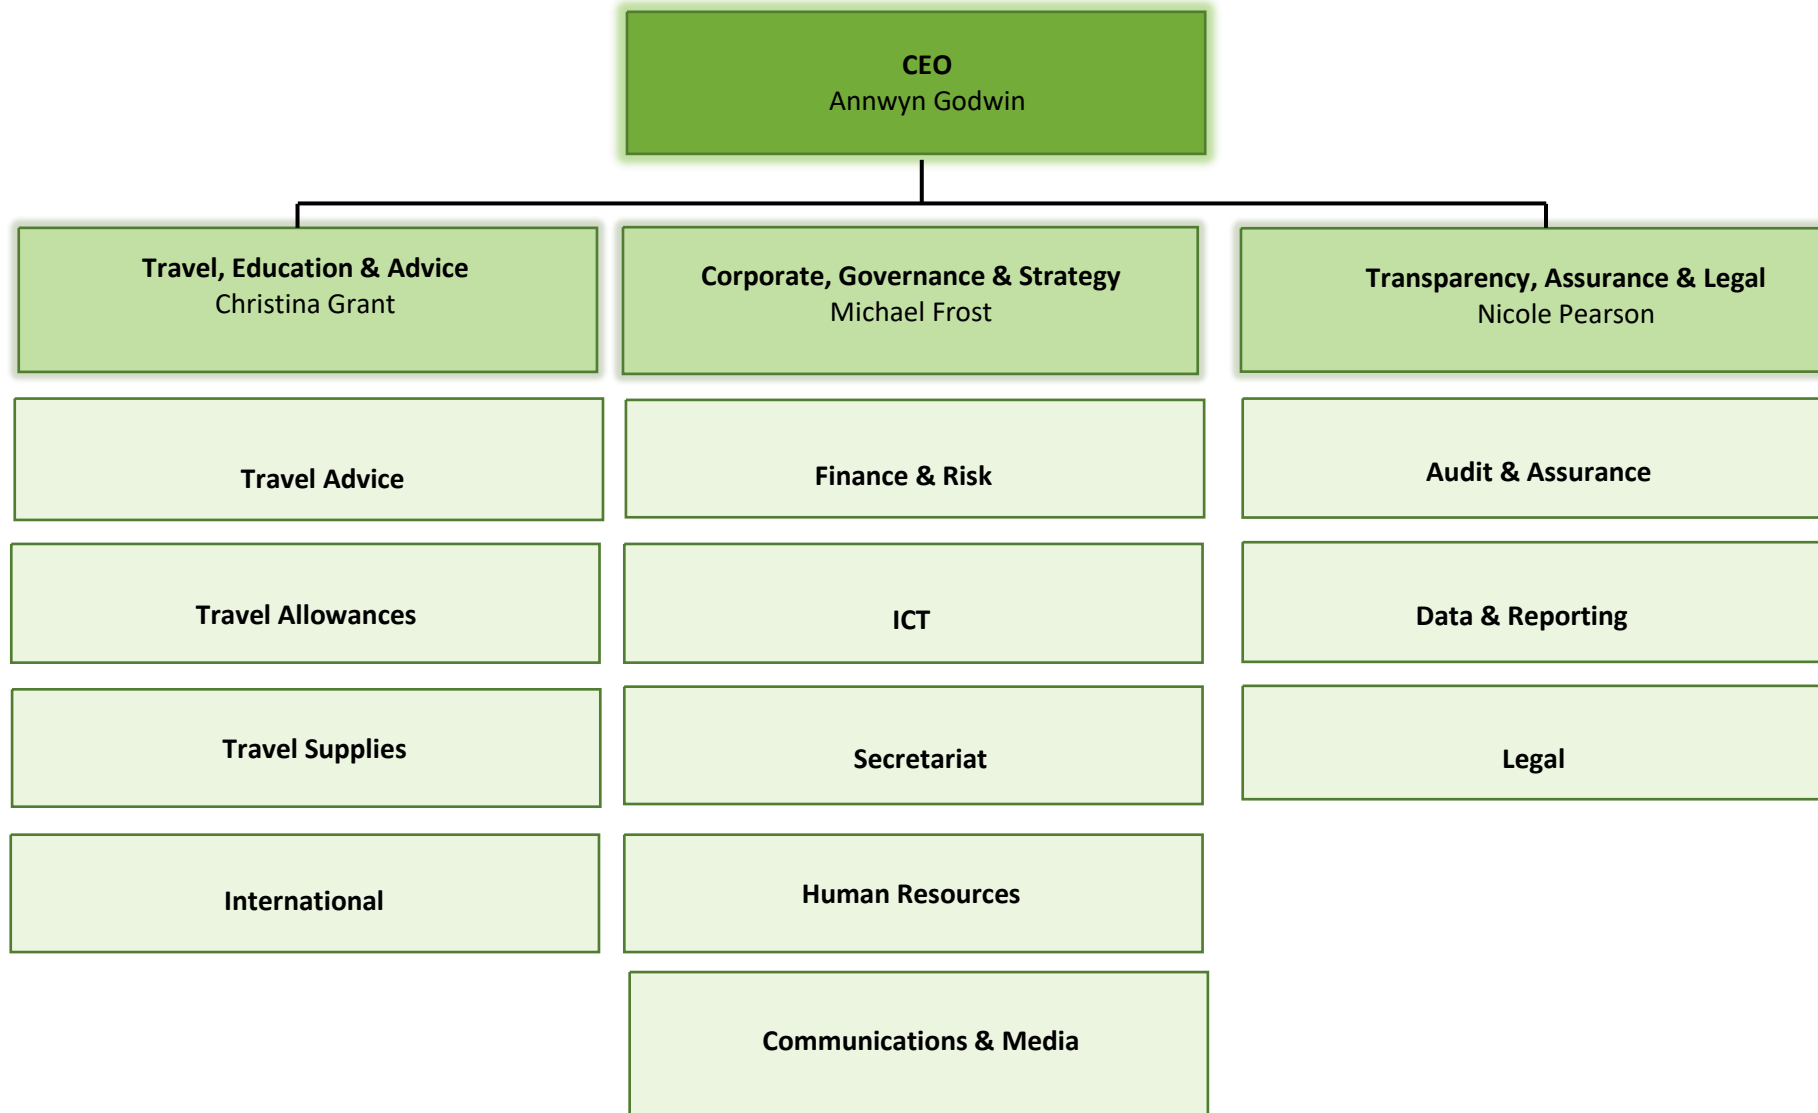 CEO
Annwyn Godwin
Travel, Education & Advice
Christina Grant
Corporate, Governance & Strategy
Michael Frost
Transparency, Assurance & Legal
Nicole Pearson
Travel Advice
Finance & Risk
Audit & Assurance
Travel Allowances
ICT
Data & Reporting
Travel Supplies
Secretariat
Legal
International
Human Resources
Communications & Media